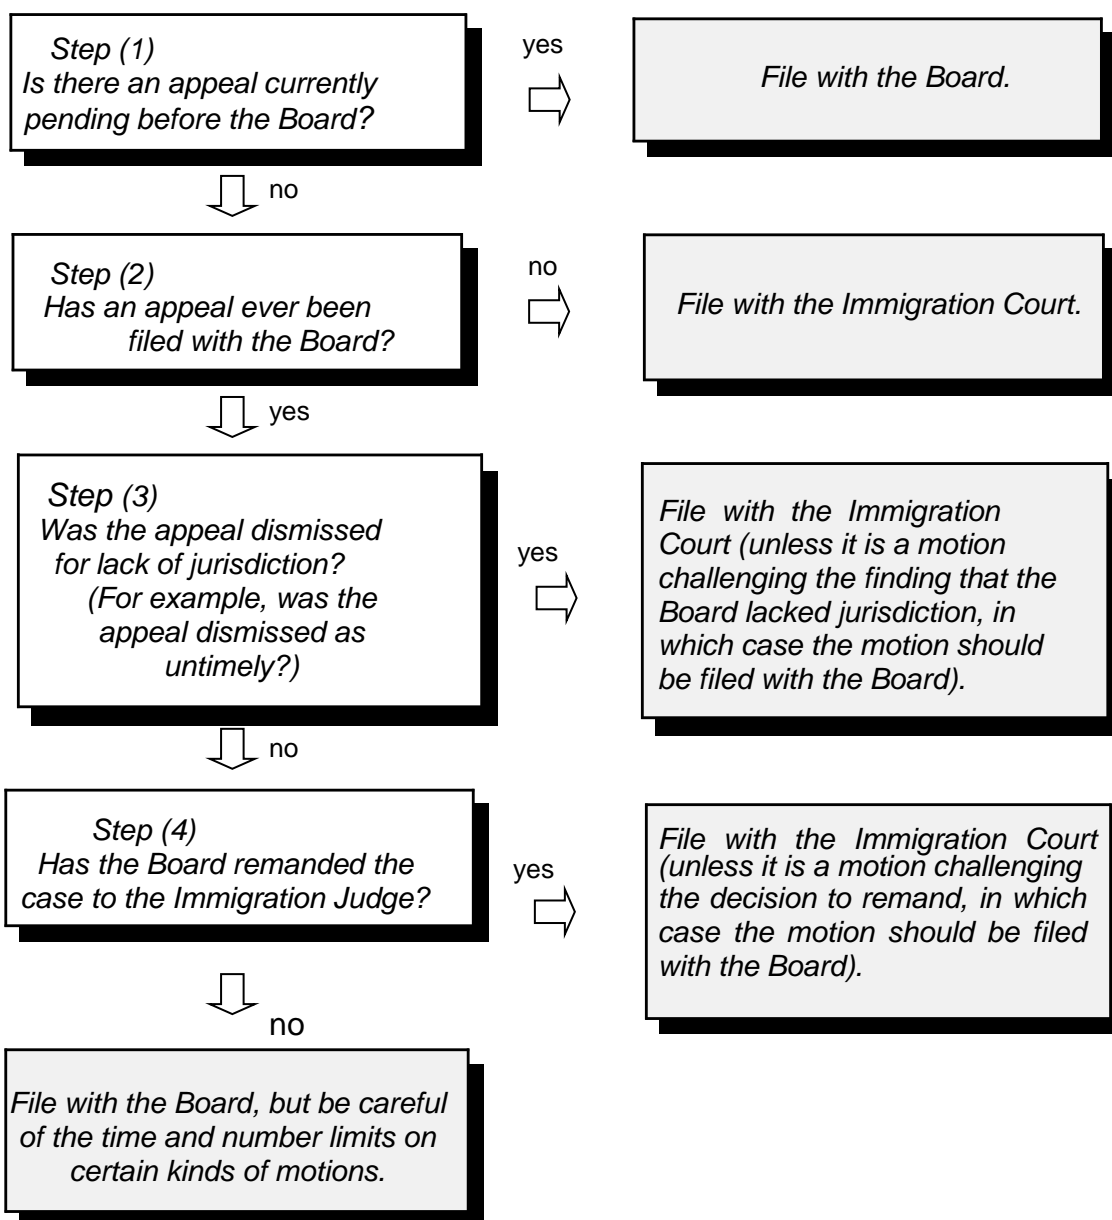 Step (1)
Is there an appeal currently
pending before the Board?
yes
File with the Board.
no
Step (2)
Has an appeal ever been
filed with the Board?
no
File with the Immigration Court.
yes
Step (3)
Was the appeal dismissed
for lack of jurisdiction?
(For example, was the
appeal dismissed as
untimely?)
yes
File with the Immigration
Court (unless it is a motion
challenging the finding that the
Board lacked jurisdiction, in
which case the motion should
be filed with the Board).
no
Step (4)
Has the Board remanded the
case to the Immigration Judge?
yes
File with the Immigration Court
(unless it is a motion challenging
the decision to remand, in which
case the motion should be filed
with the Board).
no
File with the Board, but be careful
of the time and number limits on
certain kinds of motions.